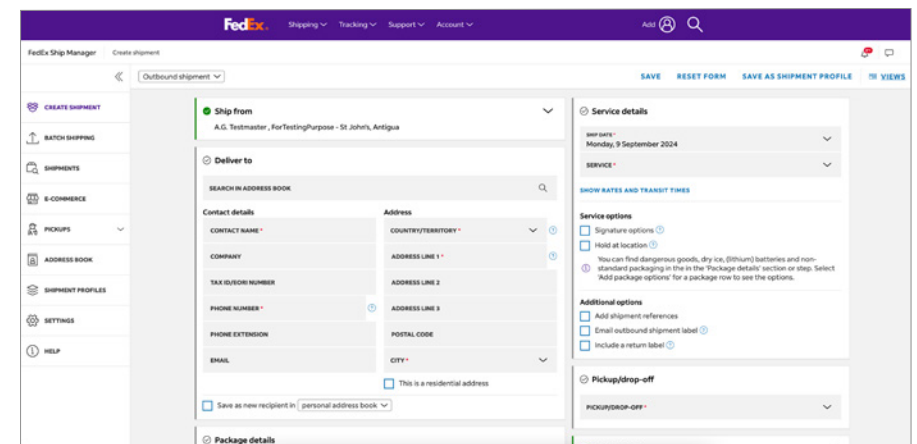 FedEx. Shipping Tracking Support Account Add
FedEx Ship Manager Create shipment
Outbound shipment SAVE RESET FORM SAVE AS SHIPMENT PROFILE VIEWS
CREATE SHIPMENT
BATCH SHIPPING
SHIPMENTS
E-COMMERCE
PICKUPS
ADDRESS BOOK
SHIPMENT PROFILES
SETTINGS
HELP
Ship from
A.G. Testmaster , ForTestingPurpose - St John's, Antigua
Deliver to
SEARCH IN ADDRESS BOOK
Contact details Address
CONTACT NAME * COUNTRY/TERRITORY *
COMPANY ADDRESS LINE 1 *
TAX ID/EORI NUMBER ADDRESS LINE 2
PHONE NUMBER * ADDRESS LINE 3
PHONE EXTENSION POSTAL CODE
EMAIL CITY *
This is a residential address
Save as new recipient in personal address book
Package details
Service details
SHIP DATE *
Monday, 9 September 2024
SERVICE *
SHOW RATES AND TRANSIT TIMES
Service options
Signature options
Hold at location
You can find dangerous goods, dry ice, (lithium) batteries and non-
standard packaging in the in the 'Package details' section or step. Select
'Add package options' for a package row to see the options.
Additional options
Add shipment references
Email outbound shipment label
Include a return label
Pickup/drop-off
PICKUP/DROP-OFF *